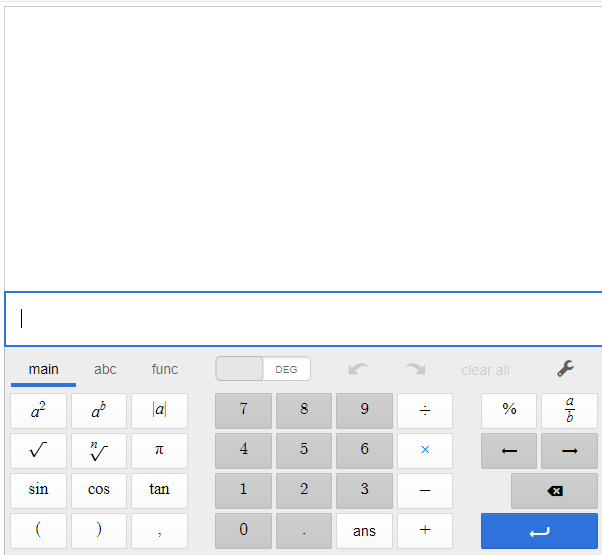 main abc func DEG clear all
a² aᵇ |a| 7 8 9 ÷ % a/b
√ ⁿ√ π 4 5 6 × ← →
sin cos tan 1 2 3 −
( ) , 0 . ans +